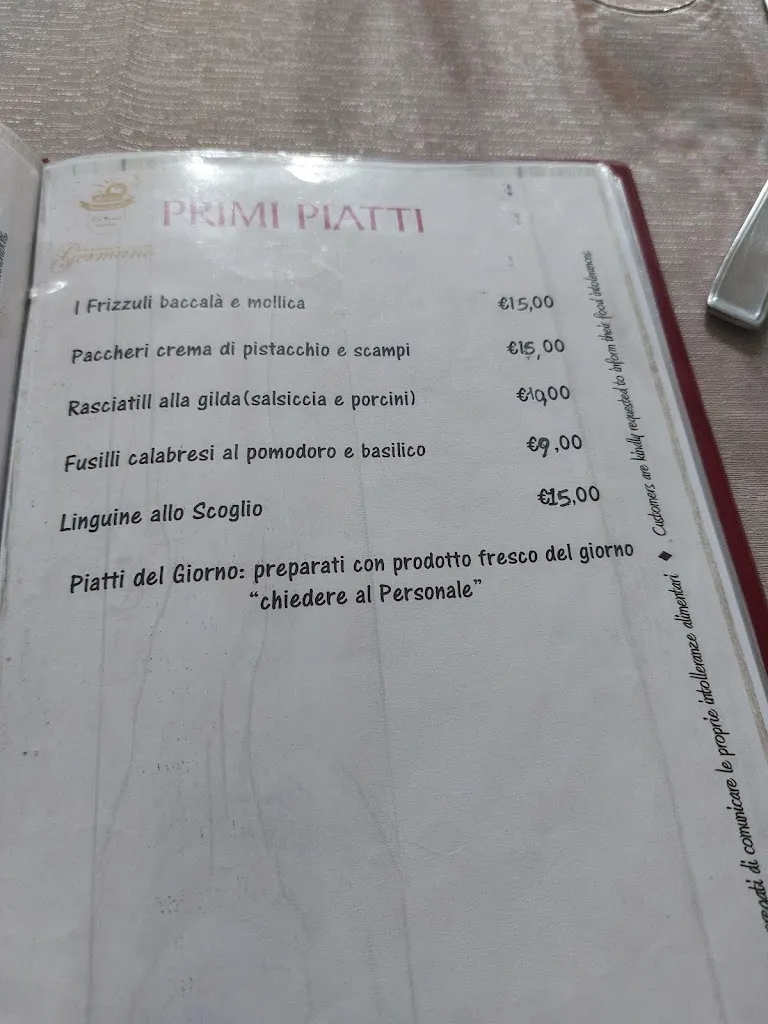 PRIMI PIATTI
Germano
I Frizzuli baccalà e mollica €15,00
Paccheri crema di pistacchio e scampi €15,00
Rasciatill alla gilda(salsiccia e porcini) €10,00
Fusilli calabresi al pomodoro e basilico €9,00
Linguine allo Scoglio €15,00
Piatti del Giorno: preparati con prodotto fresco del giorno
“chiedere al Personale”
di comunicare le proprie intolleranze alimentari ♦ Customers are kindly requested to inform their food intolerances